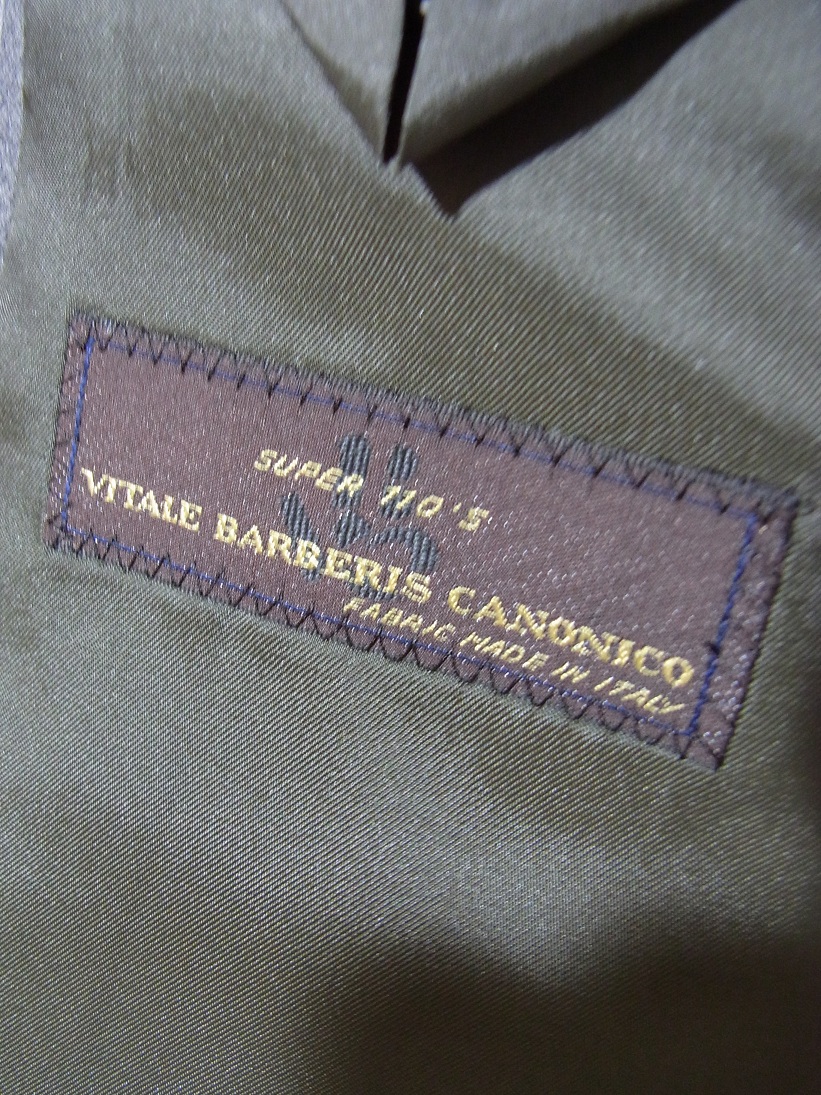 SUPER 110'S
VITALE BARBERIS CANONICO
FABRIC MADE IN ITALY